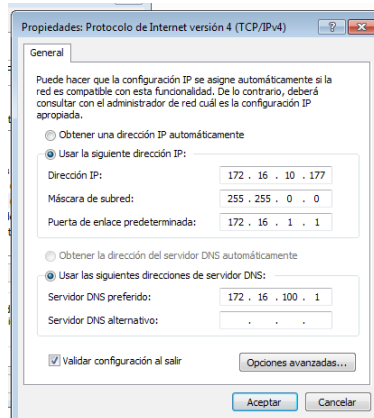 Propiedades: Protocolo de Internet versión 4 (TCP/IPv4)
General
Puede hacer que la configuración IP se asigne automáticamente si la
red es compatible con esta funcionalidad. De lo contrario, deberá
consultar con el administrador de red cuál es la configuración IP
apropiada.
Obtener una dirección IP automáticamente
Usar la siguiente dirección IP:
Dirección IP: 172 . 16 . 10 . 177
Máscara de subred: 255 . 255 . 0 . 0
Puerta de enlace predeterminada: 172 . 16 . 1 . 1
Obtener la dirección del servidor DNS automáticamente
Usar las siguientes direcciones de servidor DNS:
Servidor DNS preferido: 172 . 16 . 100 . 1
Servidor DNS alternativo: . . .
Validar configuración al salir
Opciones avanzadas...
Aceptar Cancelar